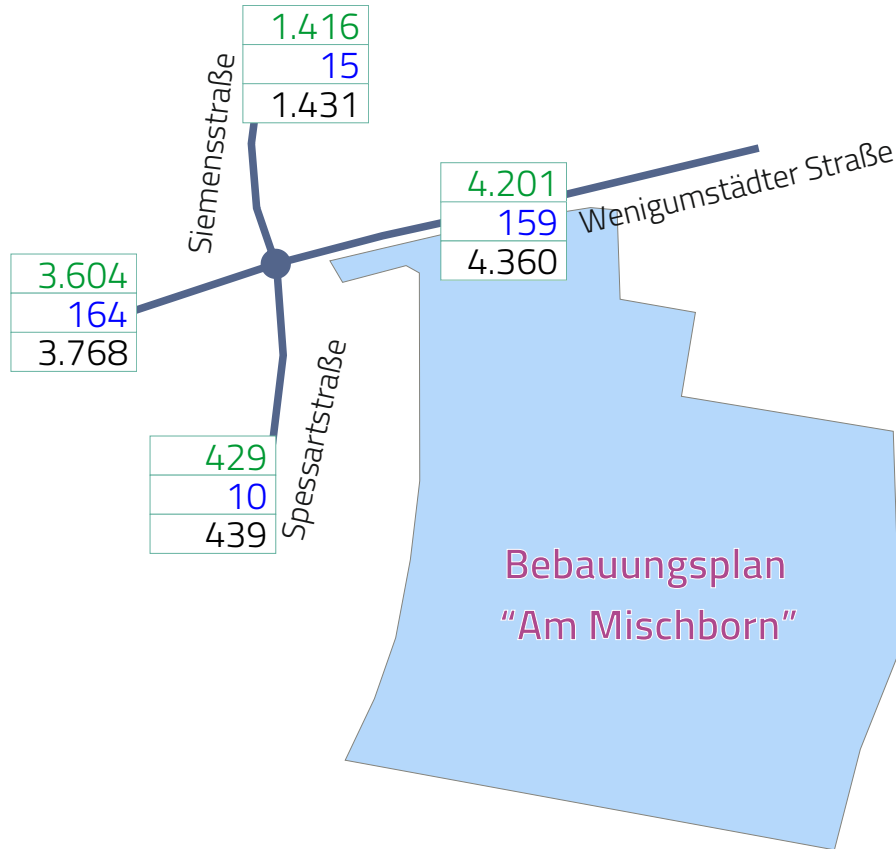 1.416
15
1.431
Siemensstraße
4.201
159
4.360
Wenigumstädter Straße
3.604
164
3.768
429
10
439
Spessartstraße
Bebauungsplan
“Am Mischborn”